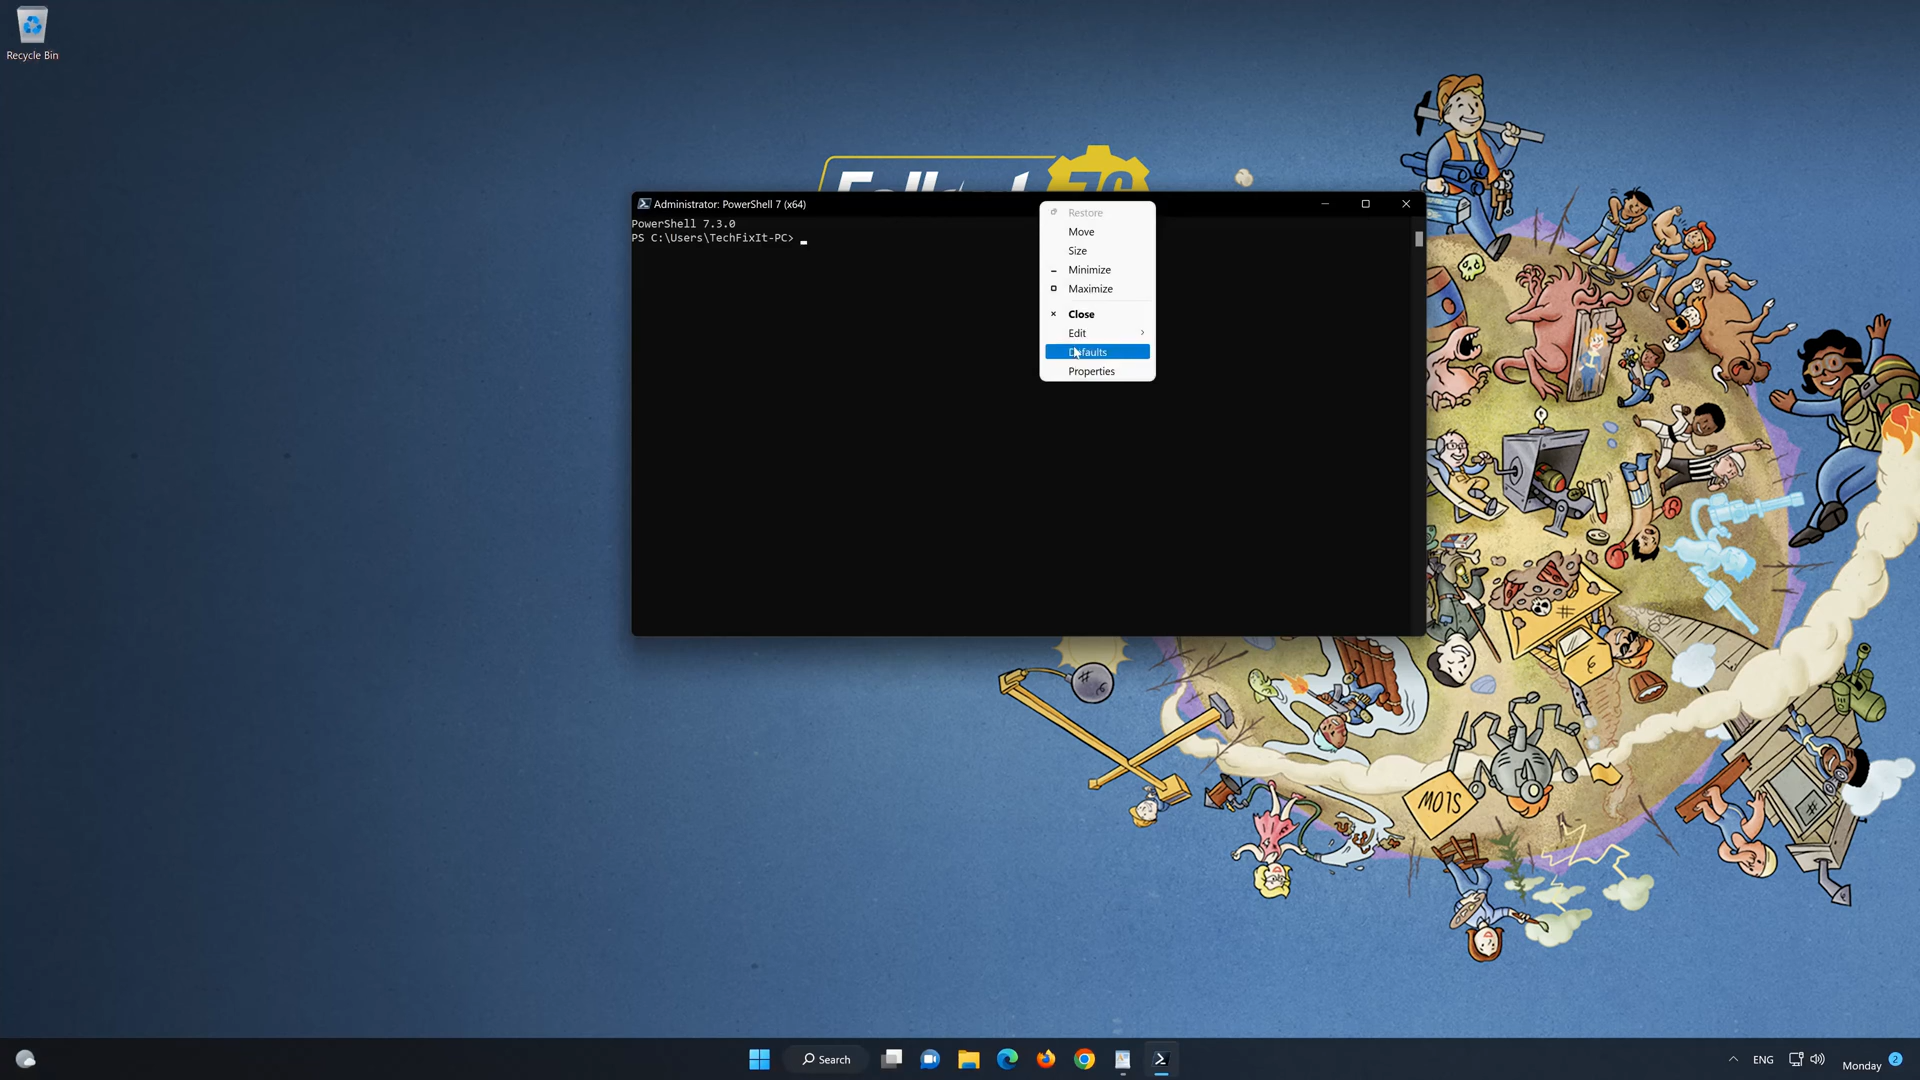 Recycle Bin
Administrator: PowerShell 7 (x64)
PowerShell 7.3.0
PS C:\Users\TechFixIt-PC>
Restore
Move
Size
Minimize
Maximize
Close
Edit
Defaults
Properties
SLOW
Search
ENG
Monday
2